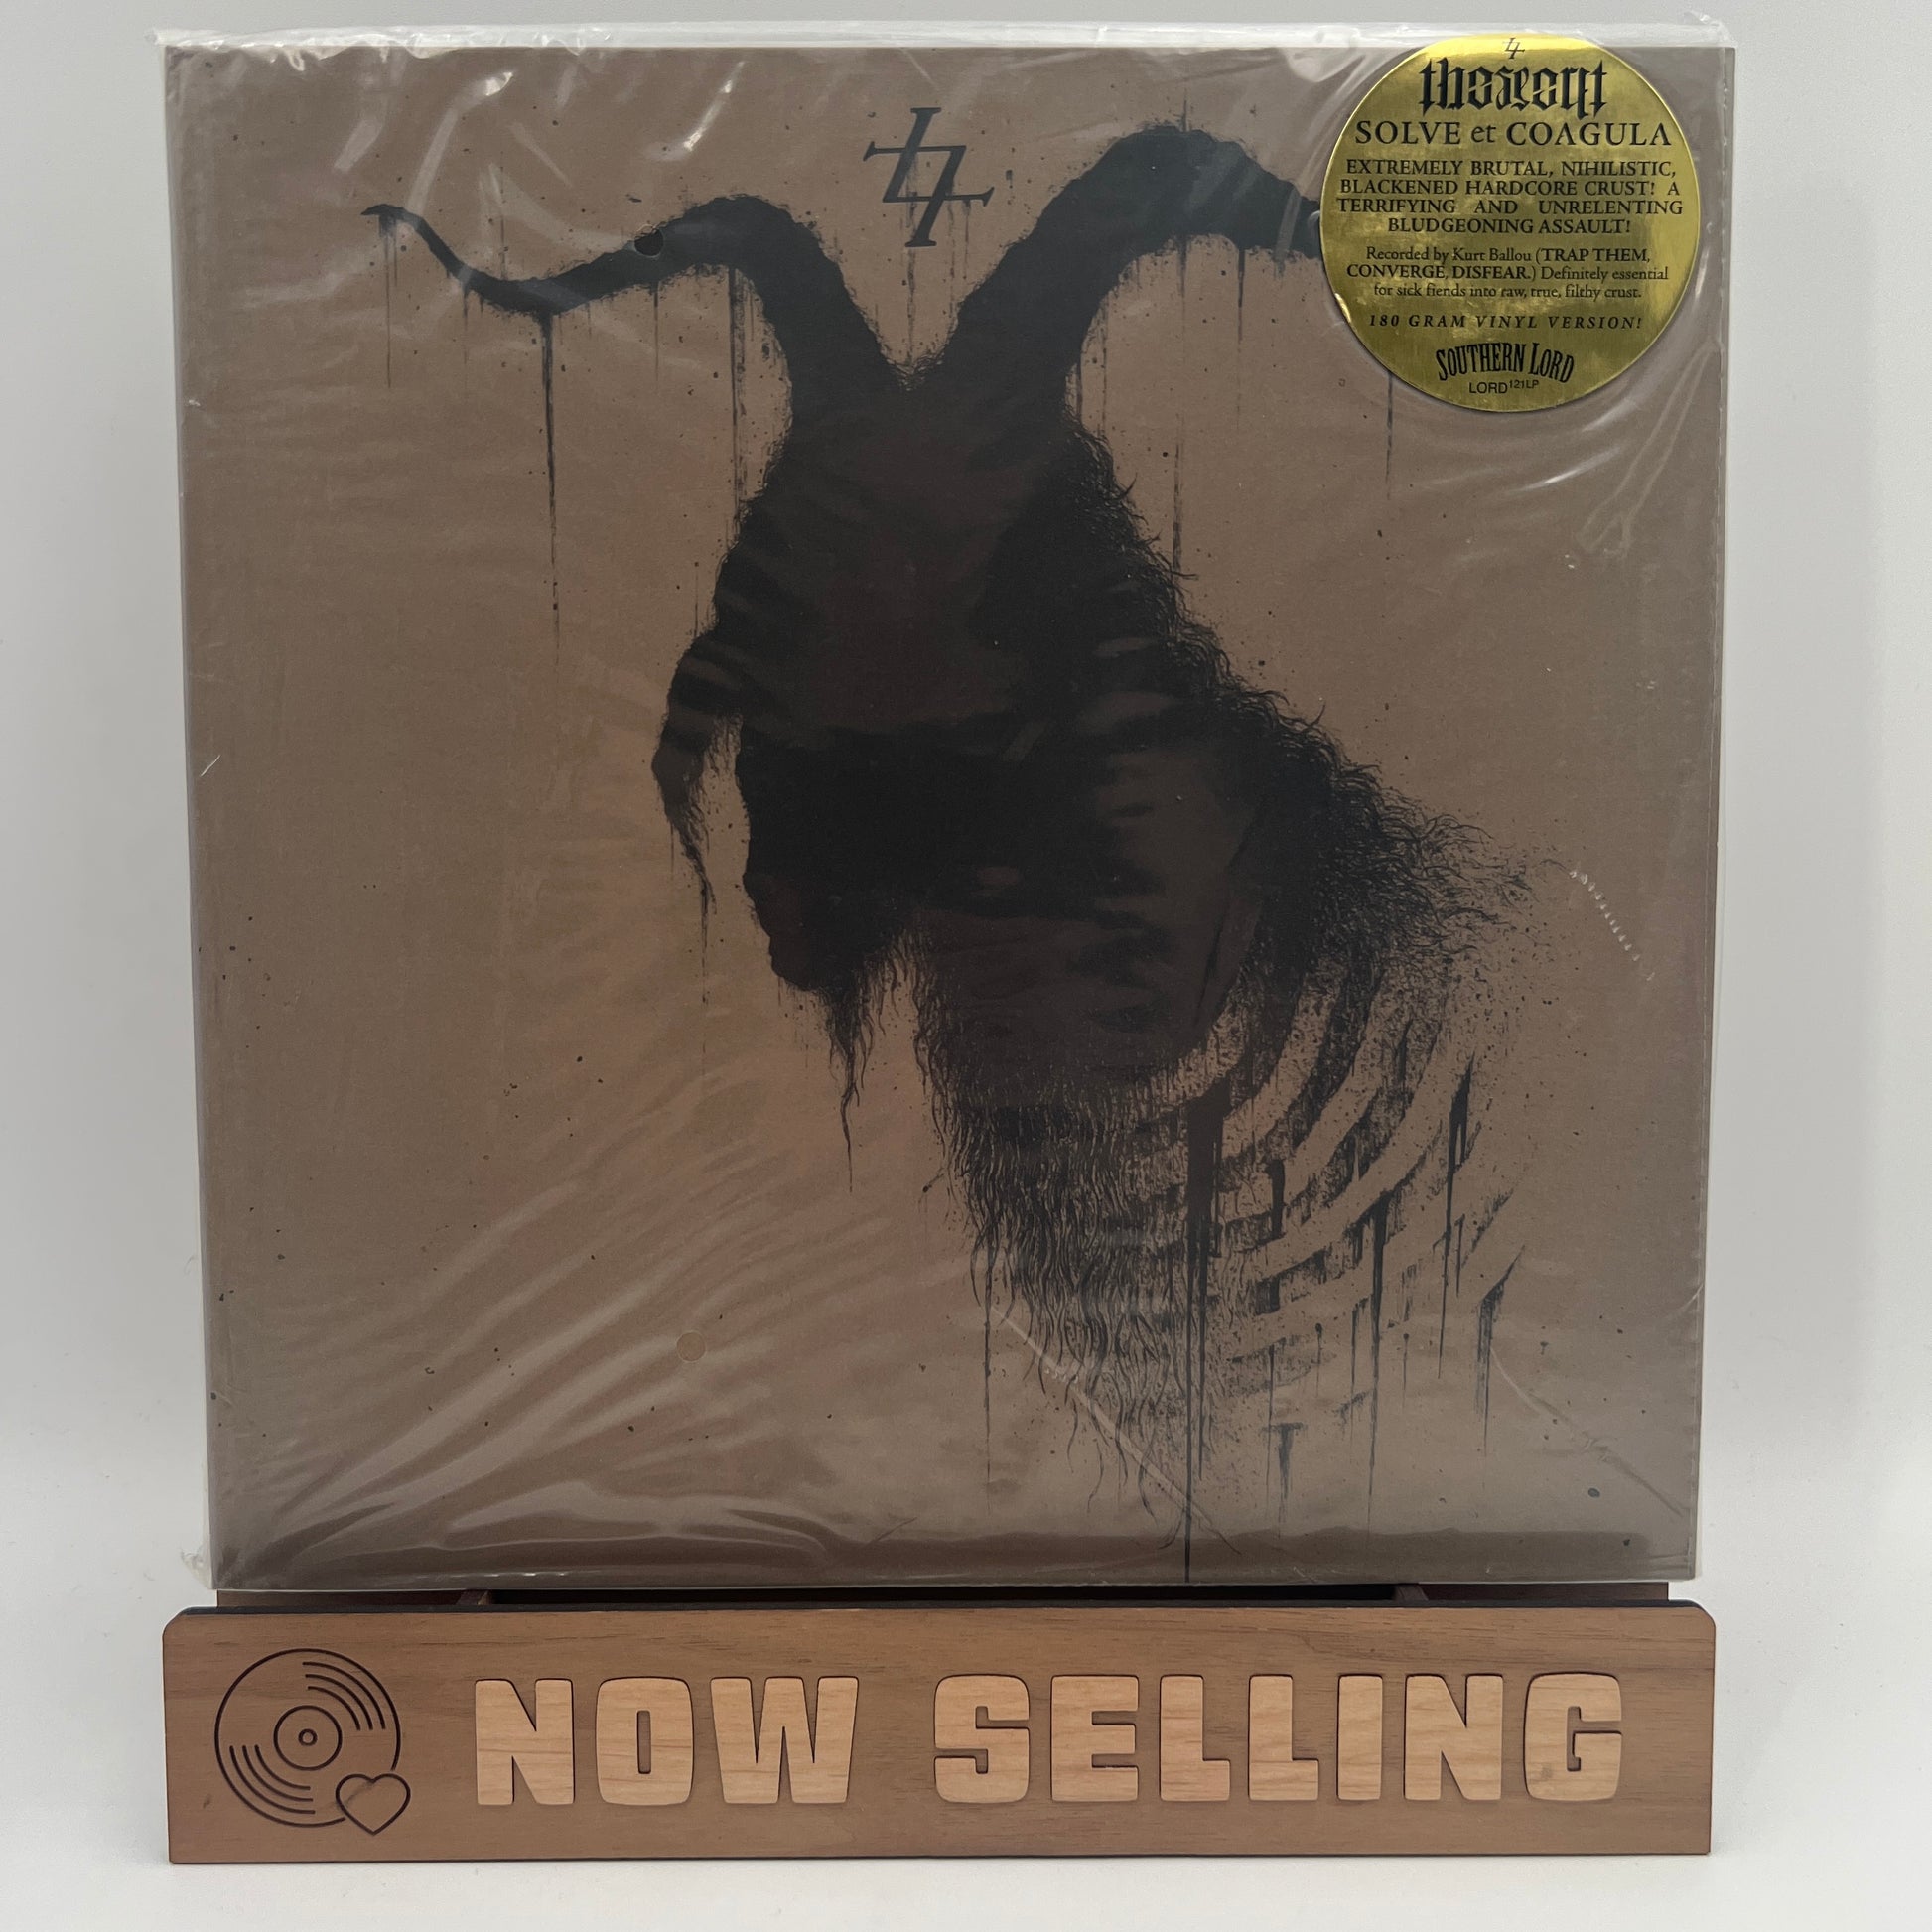 thesecret
SOLVE et COAGULA
EXTREMELY BRUTAL, NIHILISTIC,
BLACKENED HARDCORE CRUST! A
TERRIFYING AND UNRELENTING
BLUDGEONING ASSAULT!
Recorded by Kurt Ballou (TRAP THEM,
CONVERGE, DISFEAR.) Definitely essential
for sick fiends into raw, true, filthy crust.
180 GRAM VINYL VERSION!
SOUTHERN LORD
LORD121LP
NOW SELLING